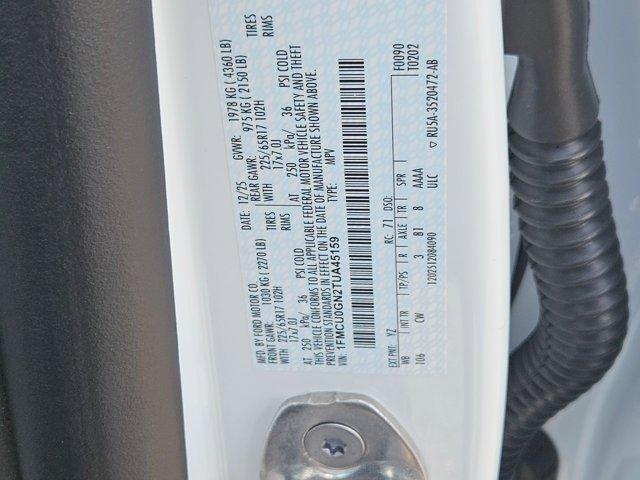 MFD. BY FORD MOTOR CO.
DATE: 12/25 GVWR: 1978 KG ( 4360 LB)
FRONT GAWR: 1030 KG ( 2270 LB) REAR GAWR: 975 KG ( 2150 LB)
WITH 225/65R17 102H TIRES WITH 225/65R17 102H TIRES
17x7.0J RIMS 17x7.0J RIMS
AT 250 kPa/ 36 PSI COLD AT 250 kPa/ 36 PSI COLD
THIS VEHICLE CONFORMS TO ALL APPLICABLE FEDERAL MOTOR VEHICLE SAFETY AND THEFT
PREVENTION STANDARDS IN EFFECT ON THE DATE OF MANUFACTURE SHOWN ABOVE.
VIN: 1FMCU0GN2TUA45159 TYPE: MPV
F0090
T0202
EXT PNT: YZ RC: 71 DSO:
WB INT TR TP/PS R AXLE TR SPR
106 CW 3 B1 8 AAAA
ULC
▽ RU5A-3520472-AB
1202512084090